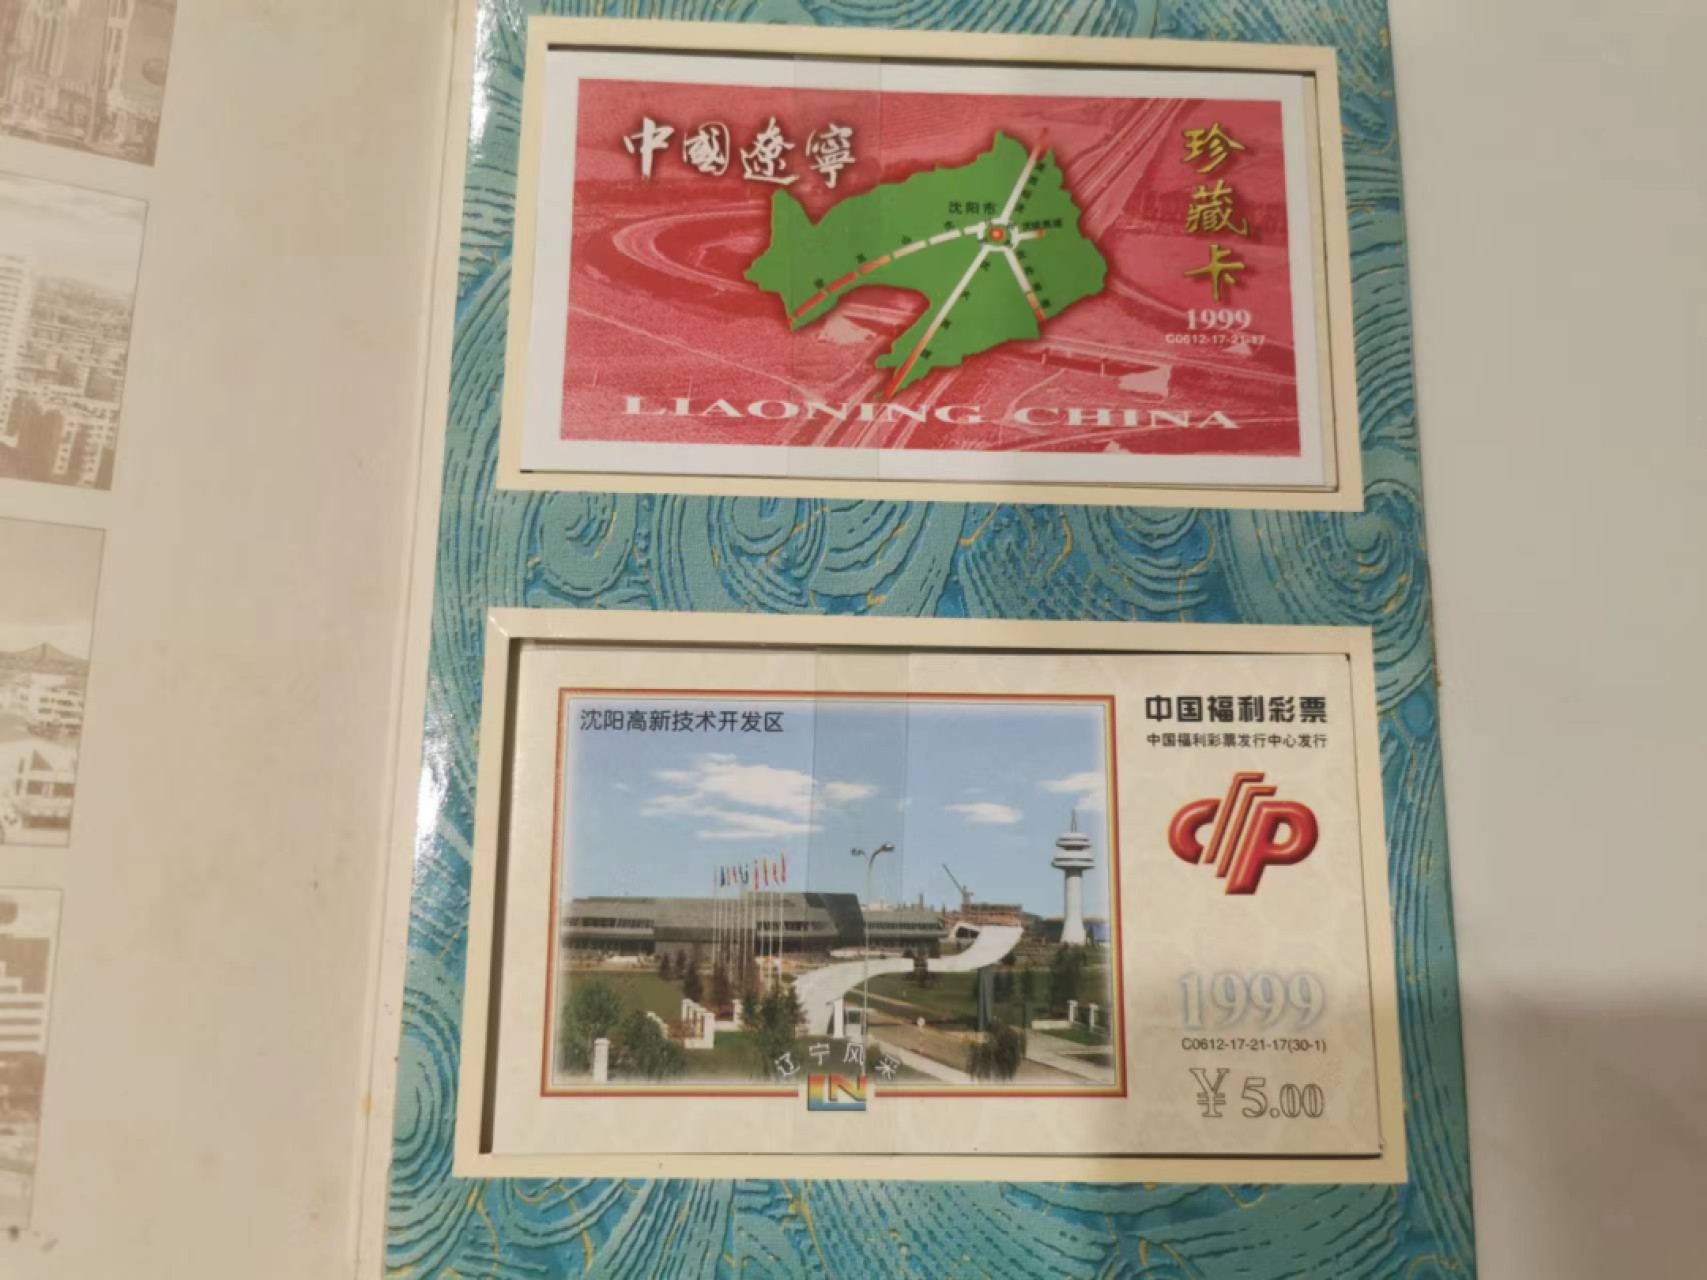 中國遼寧
珍藏卡
沈阳市
1999
C0612-17-21-17
LIAONING CHINA
沈阳高新技术开发区
中国福利彩票
中国福利彩票发行中心发行
1999
C0612-17-21-17(30-1)
¥ 5.00
辽宁风采
LN